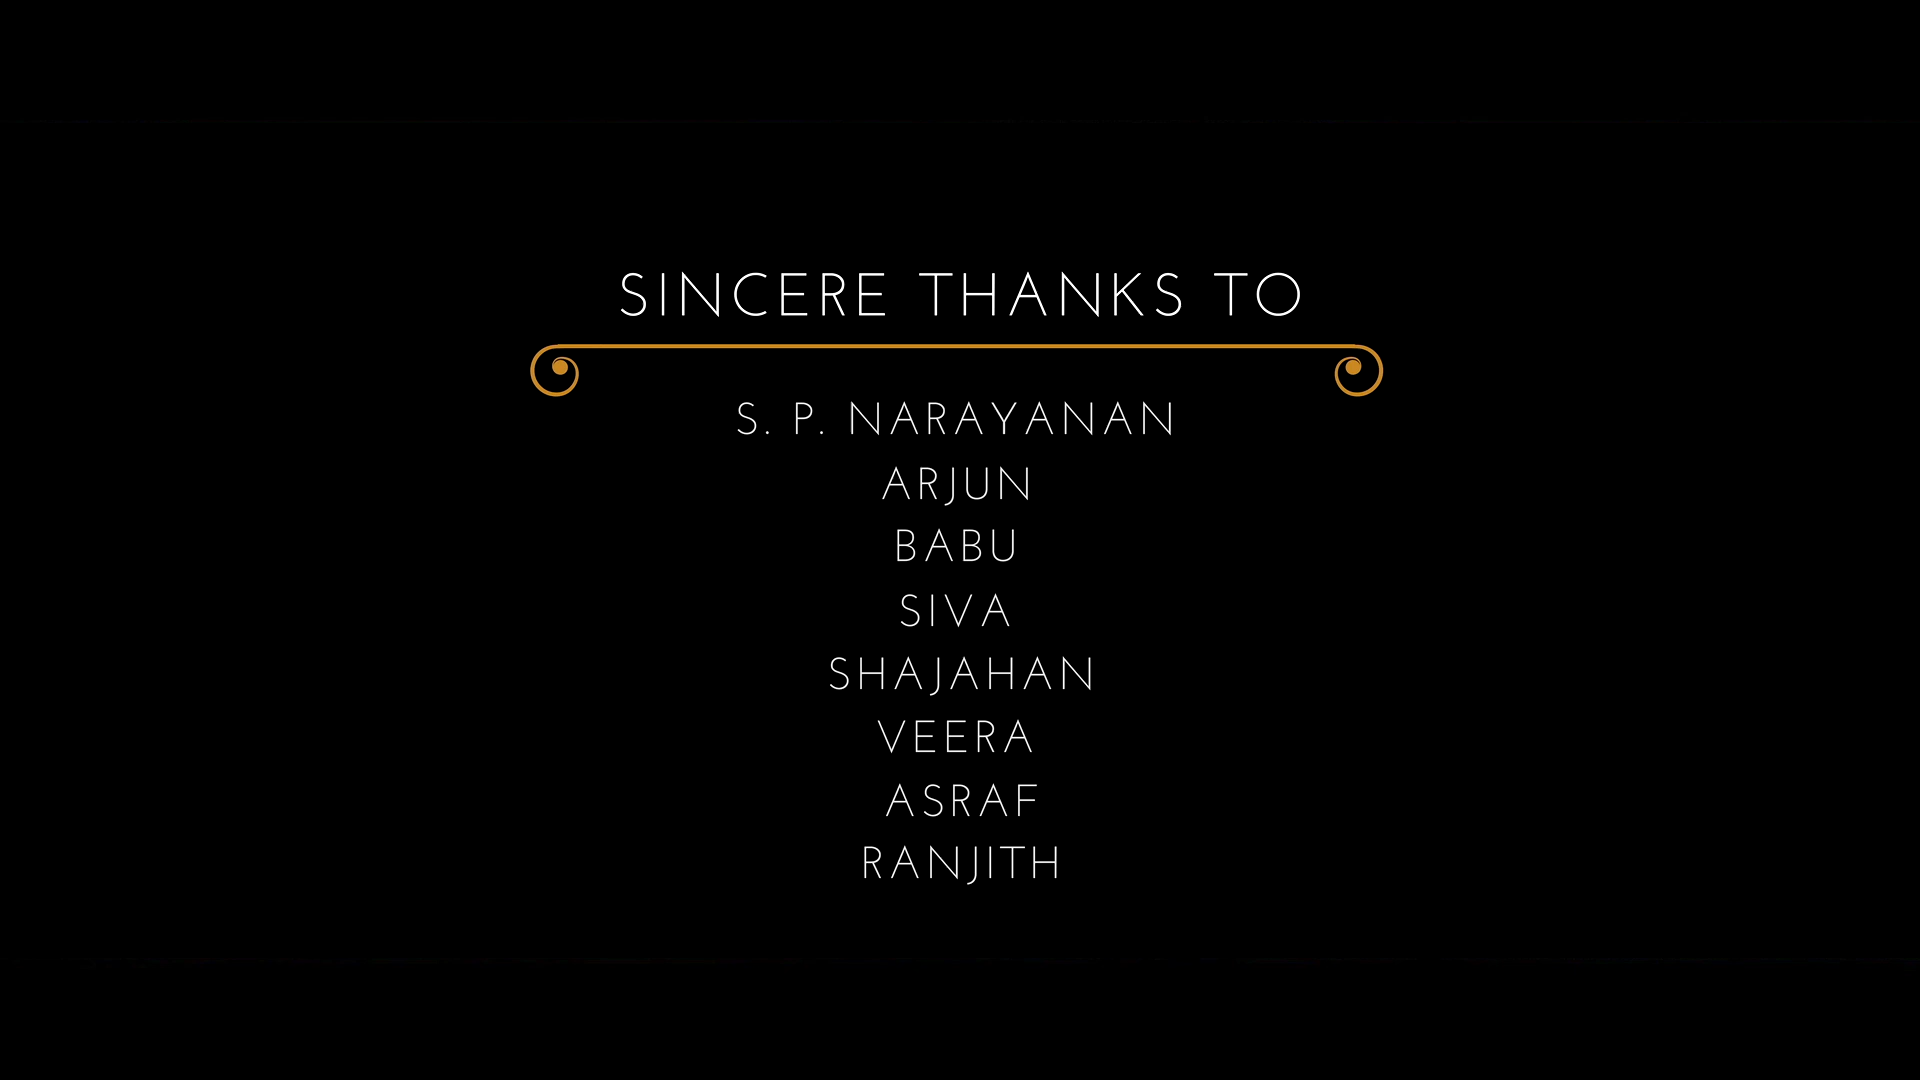 SINCERE THANKS TO
S. P. NARAYANAN
ARJUN
BABU
SIVA
SHAJAHAN
VEERA
ASRAF
RANJITH